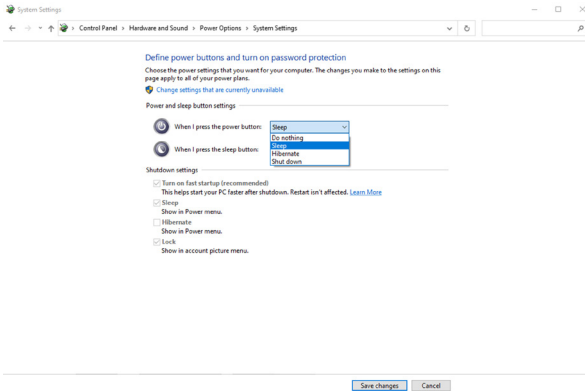 System Settings
Control Panel > Hardware and Sound > Power Options > System Settings
Define power buttons and turn on password protection
Choose the power settings that you want for your computer. The changes you make to the settings on this
page apply to all of your power plans.
Change settings that are currently unavailable
Power and sleep button settings
When I press the power button: Sleep
Do nothing
Sleep
When I press the sleep button:
Hibernate
Shut down
Shutdown settings
Turn on fast startup (recommended)
This helps start your PC faster after shutdown. Restart isn't affected. Learn More
Sleep
Show in Power menu.
Hibernate
Show in Power menu.
Lock
Show in account picture menu.
Save changes Cancel